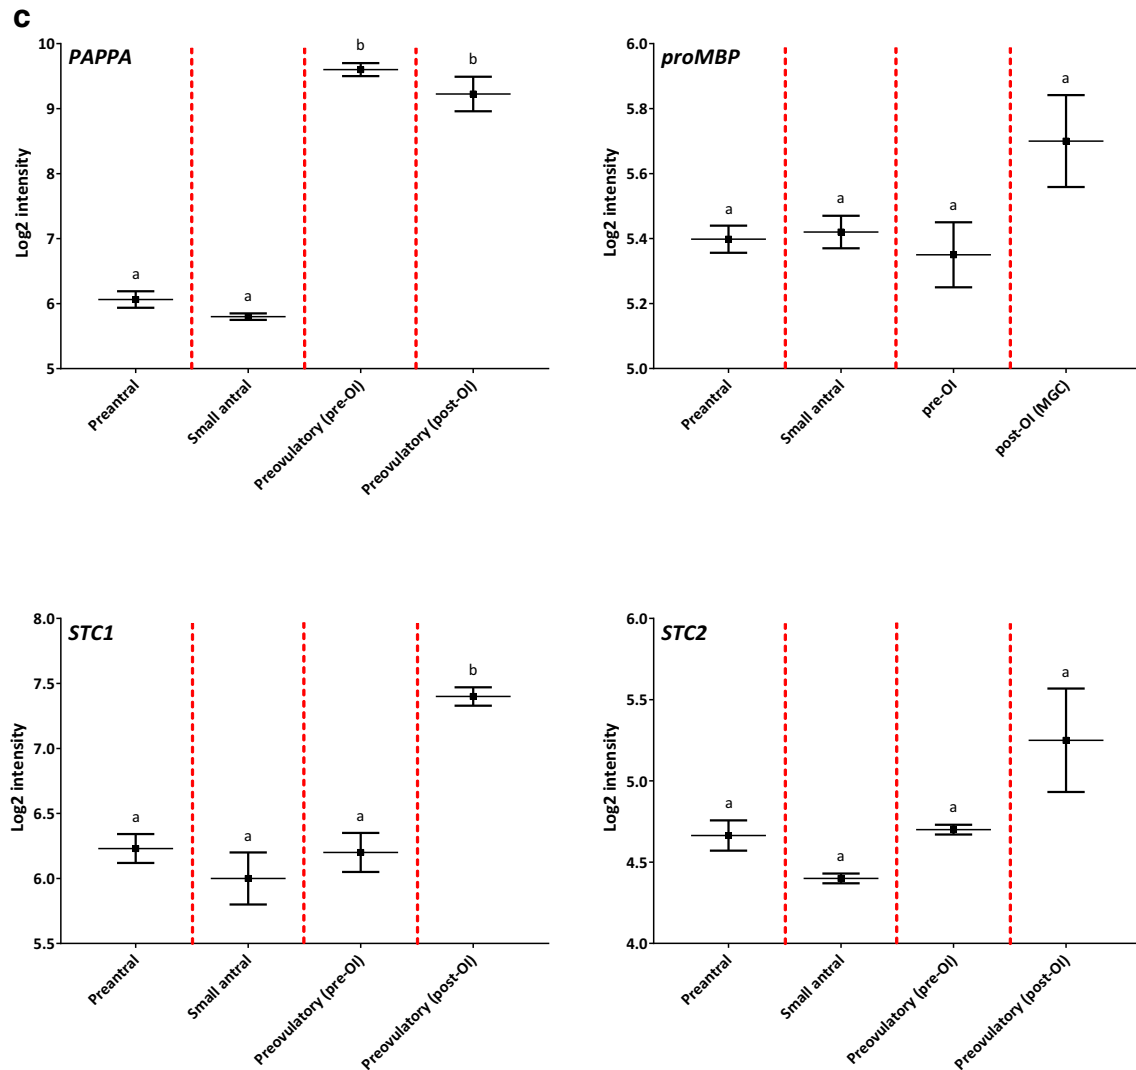 c
PAPPA
Log2 intensity
10
9
8
7
6
5
a
a
b
b
Preantral
Small antral
Preovulatory (pre-OI)
Preovulatory (post-OI)
proMBP
Log2 intensity
6.0
5.8
5.6
5.4
5.2
5.0
a
a
a
a
Preantral
Small antral
pre-OI
post-OI (MGC)
STC1
Log2 intensity
8.0
7.5
7.0
6.5
6.0
5.5
a
a
a
b
Preantral
Small antral
Preovulatory (pre-OI)
Preovulatory (post-OI)
STC2
Log2 intensity
6.0
5.5
5.0
4.5
4.0
a
a
a
a
Preantral
Small antral
Preovulatory (pre-OI)
Preovulatory (post-OI)